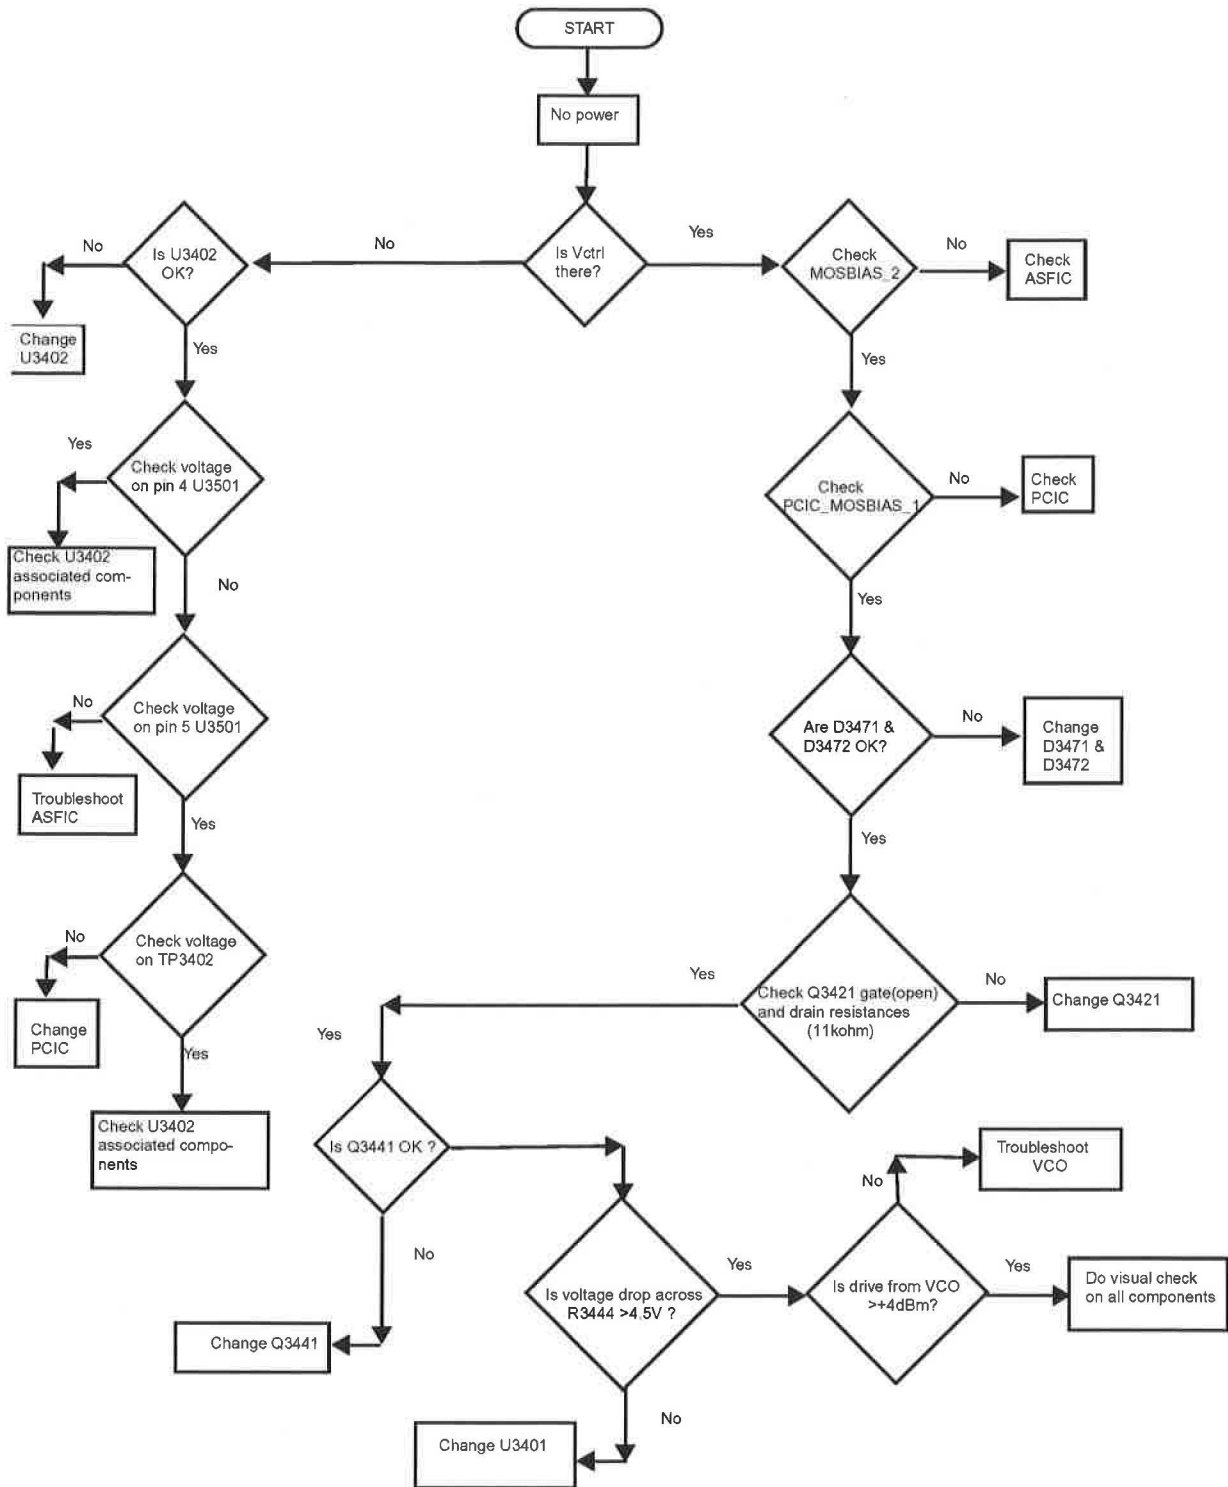 START
No power
Is Vctrl
there?
No
Yes
Is U3402
OK?
No
Change
U3402
Yes
Check voltage
on pin 4 U3501
Yes
Check U3402
associated com-
ponents
No
Check voltage
on pin 5 U3501
No
Troubleshoot
ASFIC
Yes
Check voltage
on TP3402
No
Change
PCIC
Yes
Check U3402
associated compo-
nents
Check
MOSBIAS_2
No
Check
ASFIC
Yes
Check
PCIC_MOSBIAS_1
No
Check
PCIC
Yes
Are D3471 &
D3472 OK?
No
Change
D3471 &
D3472
Yes
Check Q3421 gate(open)
and drain resistances
(11kohm)
No
Change Q3421
Yes
Yes
Is Q3441 OK ?
No
Change Q3441
Is voltage drop across
R3444 >4.5V ?
No
Change U3401
Yes
Is drive from VCO
>+4dBm?
No
Troubleshoot
VCO
Yes
Do visual check
on all components